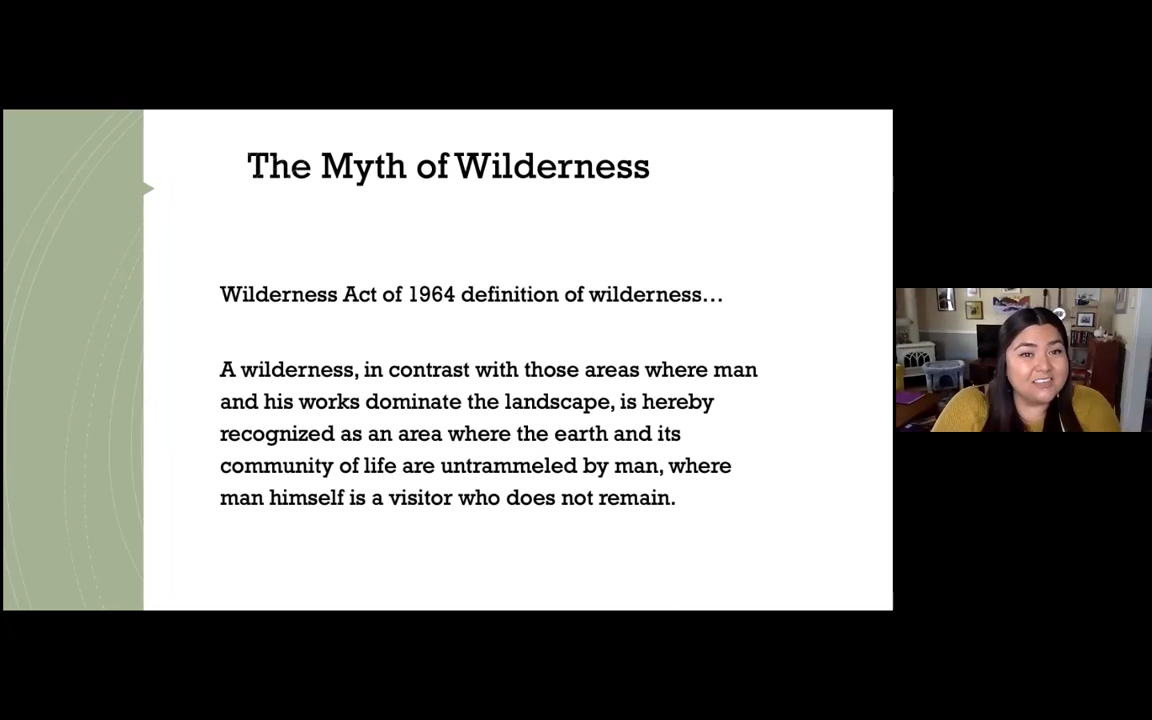 The Myth of Wilderness
Wilderness Act of 1964 definition of wilderness…
A wilderness, in contrast with those areas where man
and his works dominate the landscape, is hereby
recognized as an area where the earth and its
community of life are untrammeled by man, where
man himself is a visitor who does not remain.